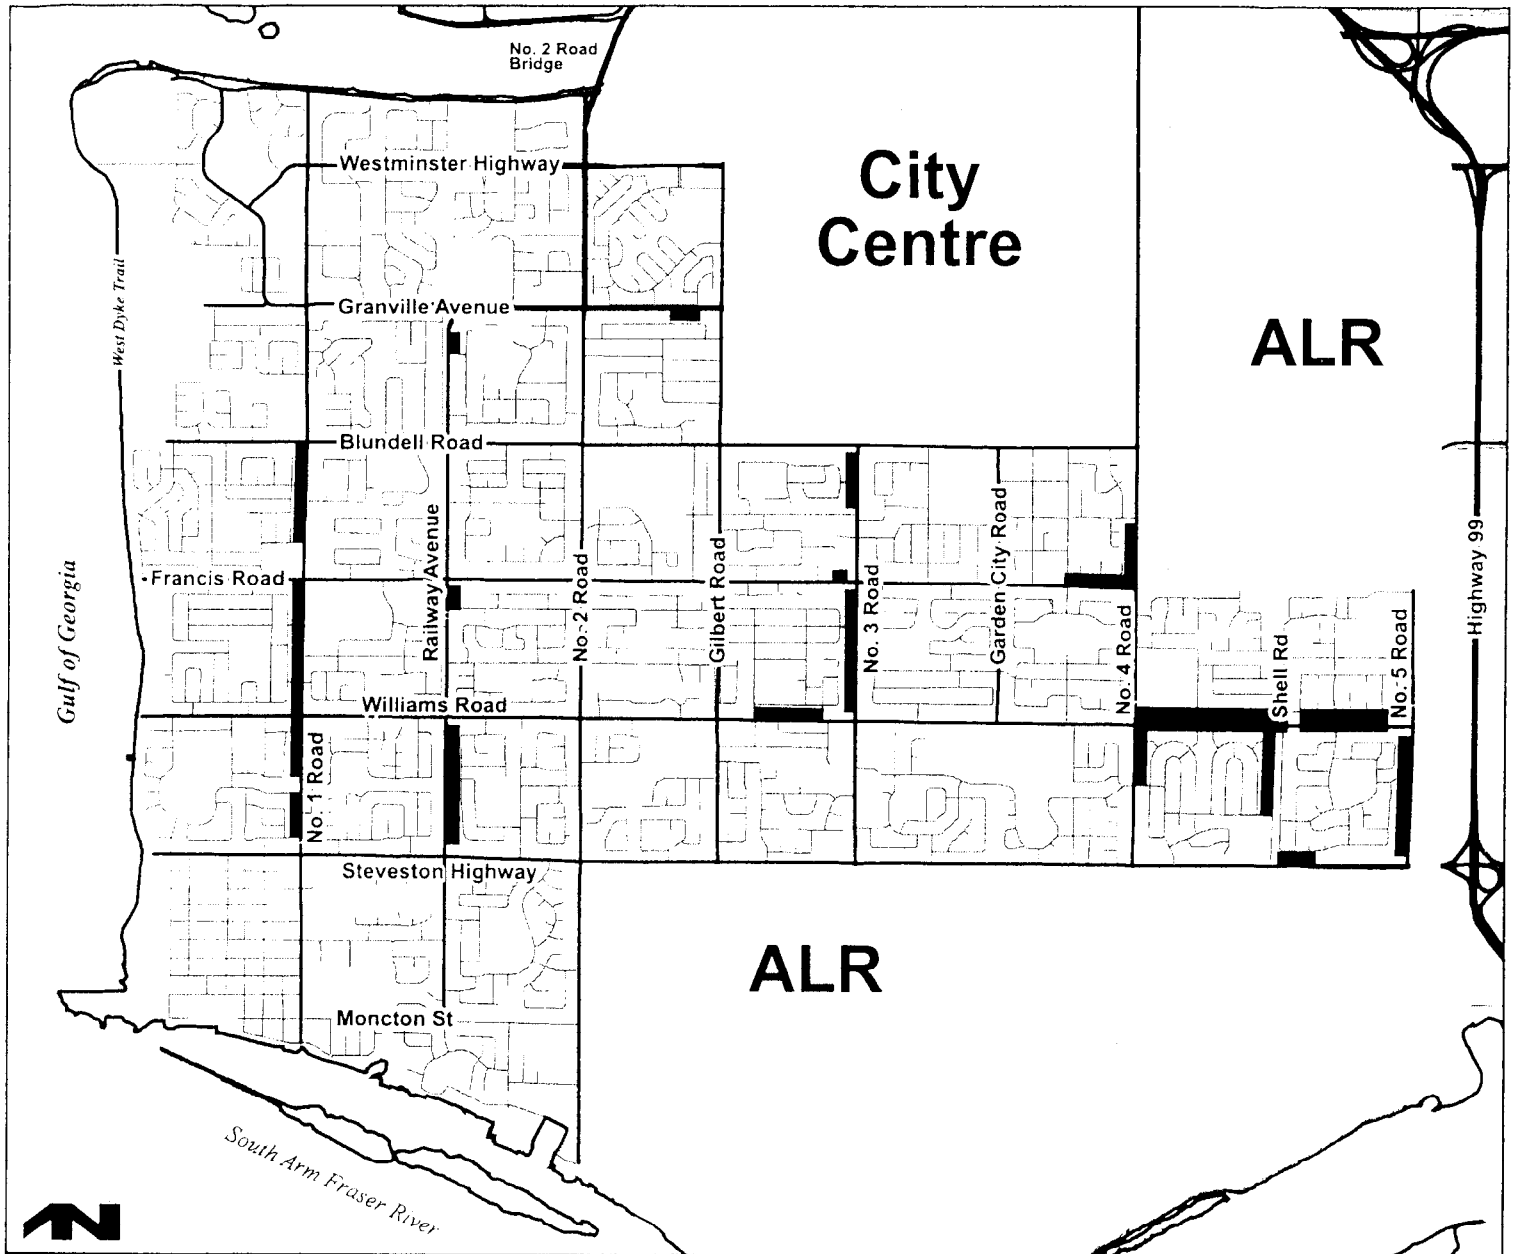 No. 2 Road
Bridge
Westminster Highway
City
Centre
West Dyke Trail
Granville Avenue
ALR
Blundell Road
Railway Avenue
No. 2 Road
Gilbert Road
No. 3 Road
Garden City Road
No. 4 Road
Shell Rd
No. 5 Road
Highway 99
Francis Road
Gulf of Georgia
Williams Road
No. 1 Road
Steveston Highway
ALR
Moncton St
South Arm Fraser River
N